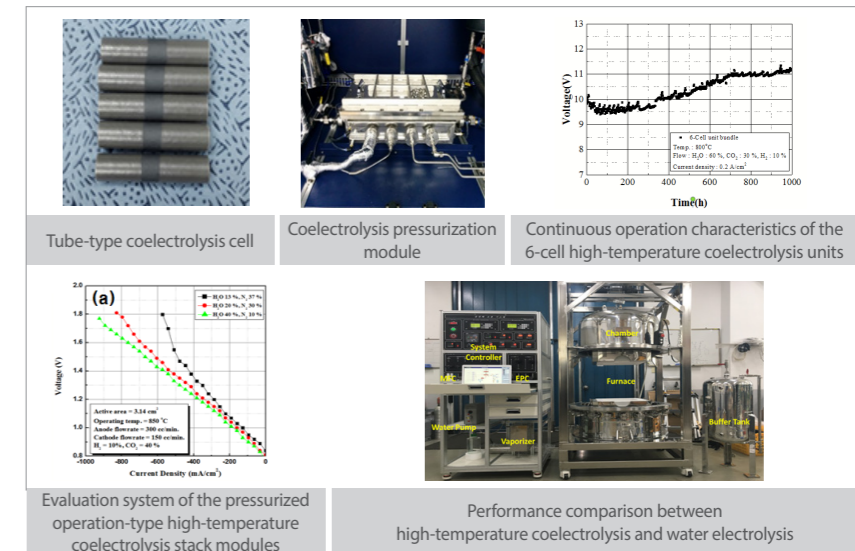 13
12
11
10
9
8
7
Voltage(V)
6-Cell unit bundle
Temp. : 800°C
Flow : H₂O : 60 %, CO₂ : 30 %, H₂ : 10 %
Current density : 0.2 A/cm²
0 200 400 600 800 1000
Time(h)
Tube-type coelectrolysis cell
Coelectrolysis pressurization
module
Continuous operation characteristics of the
6-cell high-temperature coelectrolysis units
(a)
H₂O 13 %, N₂ 37 %
H₂O 20 %, N₂ 30 %
H₂O 40 %, N₂ 10 %
2.0
1.8
1.6
1.4
1.2
1.0
0.8
Voltage (V)
Active area = 3.14 cm²
Operating temp. = 850 °C
Anode flowrate = 300 cc/min.
Cathode flowrate = 150 cc/min.
H₂ = 10%, CO₂ = 40 %
-1000 -800 -600 -400 -200 0
Current Density (mA/cm²)
System
Controller
EPC
Water Pump
Vaporizer
Chamber
Furnace
Buffer Tank
Evaluation system of the pressurized
operation-type high-temperature
coelectrolysis stack modules
Performance comparison between
high-temperature coelectrolysis and water electrolysis